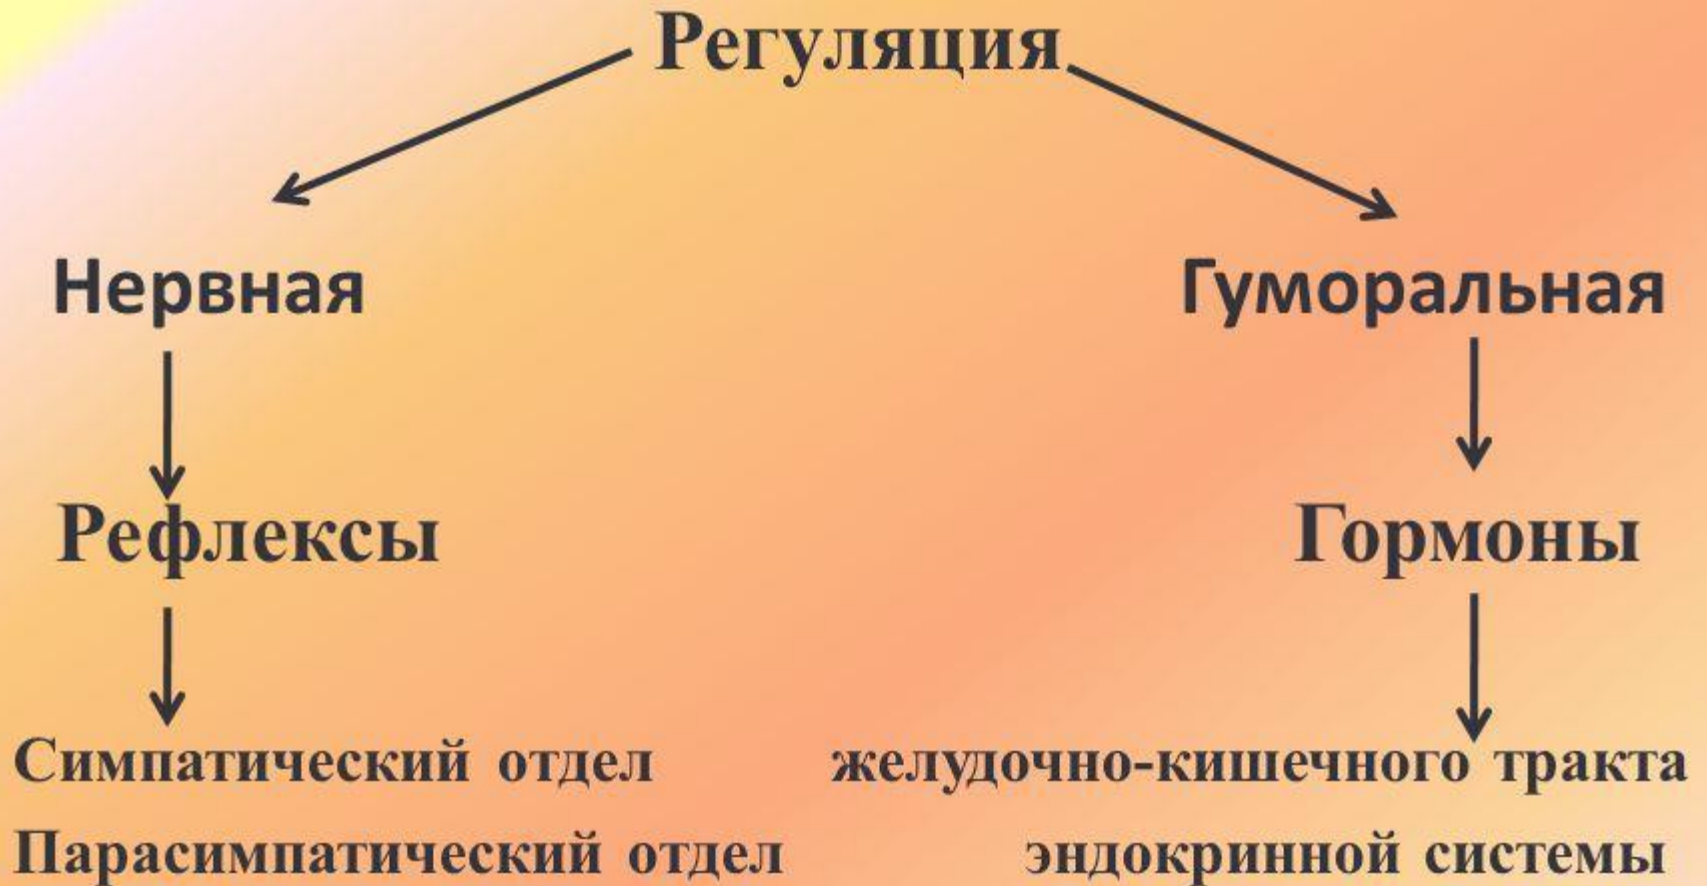 Регуляция
Нервная
Гуморальная
Рефлексы
Гормоны
Симпатический отдел
желудочно-кишечного тракта
Парасимпатический отдел
эндокринной системы